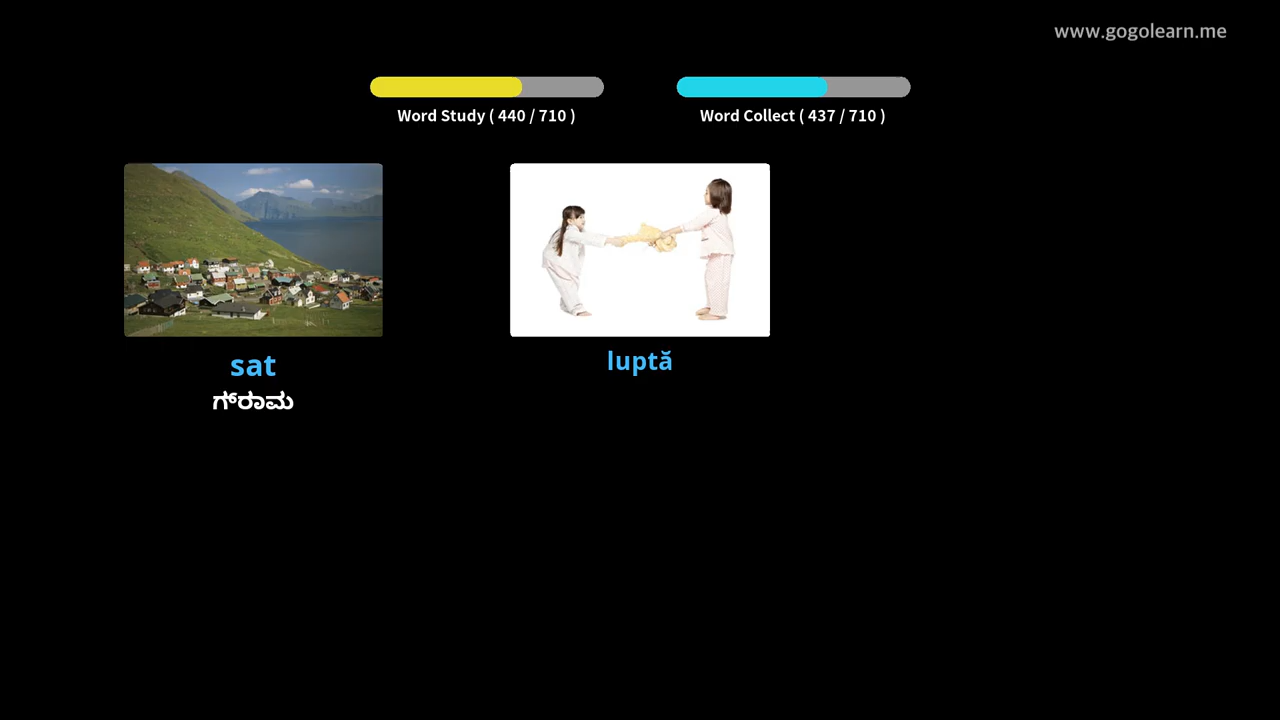 www.gogolearn.me
Word Study ( 440 / 710 )
Word Collect ( 437 / 710 )
sat
ಗ್ರಾಮ
luptă